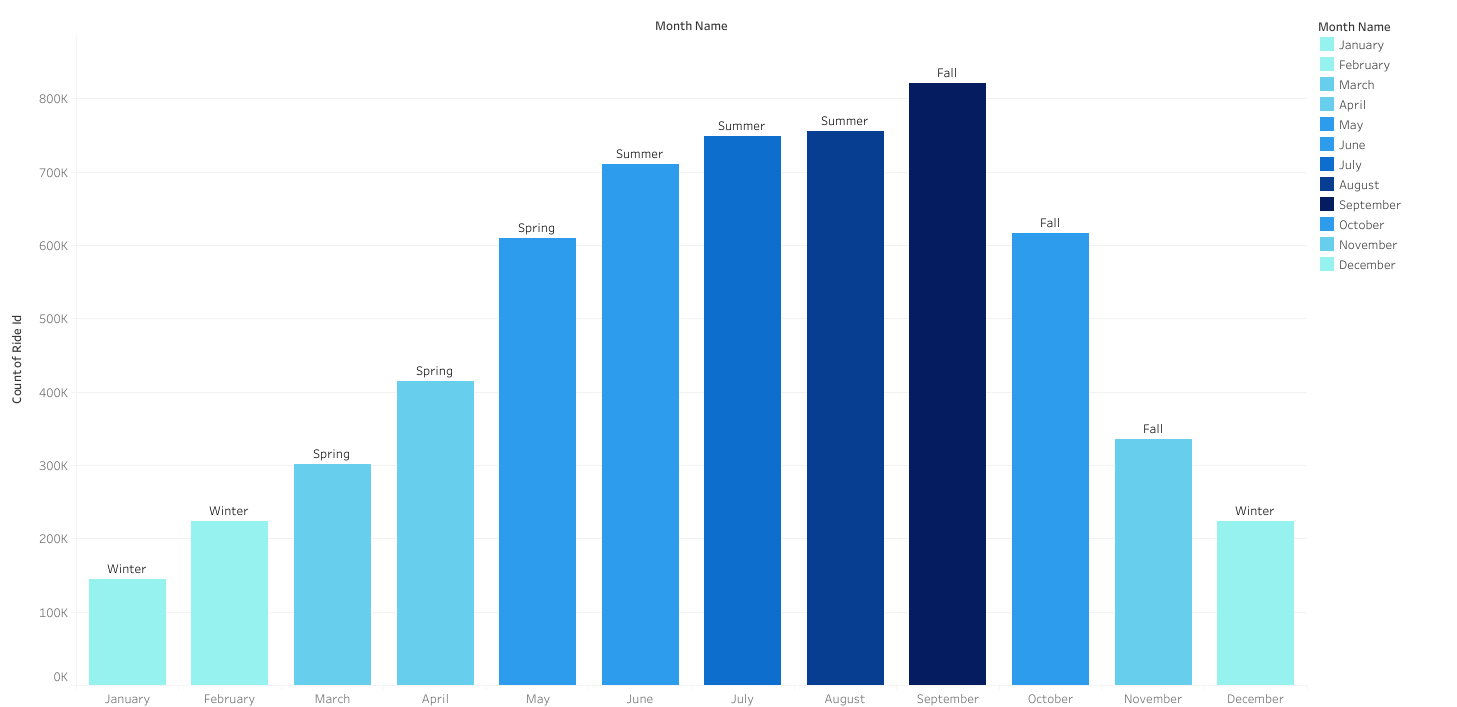 Month Name
Month Name
January
February
March
April
May
June
July
August
September
October
November
December
Count of Ride Id
800K
700K
600K
500K
400K
300K
200K
100K
0K
Winter
Winter
Spring
Spring
Spring
Summer
Summer
Summer
Fall
Fall
Fall
Winter
January February March April May June July August September October November December